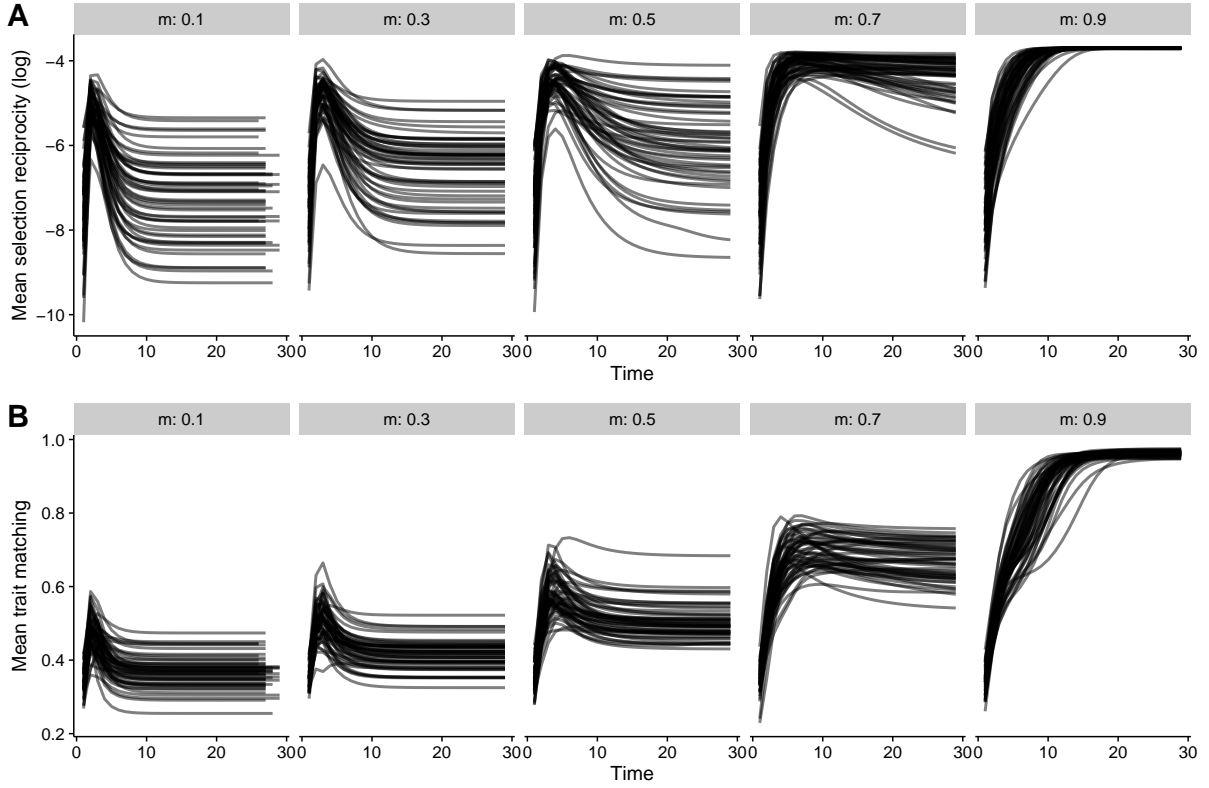 A
m: 0.1 m: 0.3 m: 0.5 m: 0.7 m: 0.9
Mean selection reciprocity (log)
−4
−6
−8
−10
0 10 20 30 0 10 20 30 0 10 20 30 0 10 20 30 0 10 20 30
Time
B
m: 0.1 m: 0.3 m: 0.5 m: 0.7 m: 0.9
Mean trait matching
1.0
0.8
0.6
0.4
0.2
0 10 20 30 0 10 20 30 0 10 20 30 0 10 20 30 0 10 20 30
Time